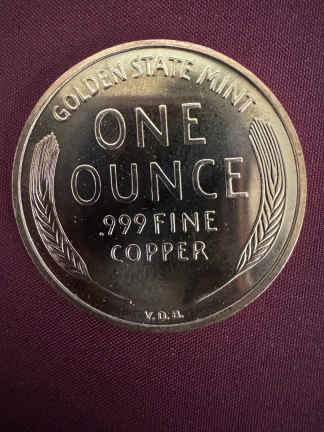 GOLDEN STATE MINT
ONE
OUNCE
.999 FINE
COPPER
V.D.B.